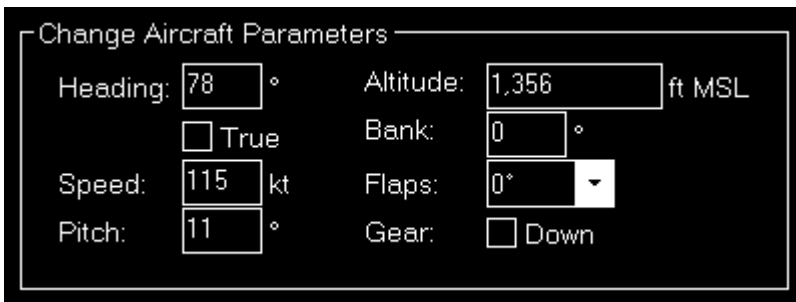 Change Aircraft Parameters
Heading: 78 ° Altitude: 1,356 ft MSL
True Bank: 0 °
Speed: 115 kt Flaps: 0°
Pitch: 11 ° Gear: Down